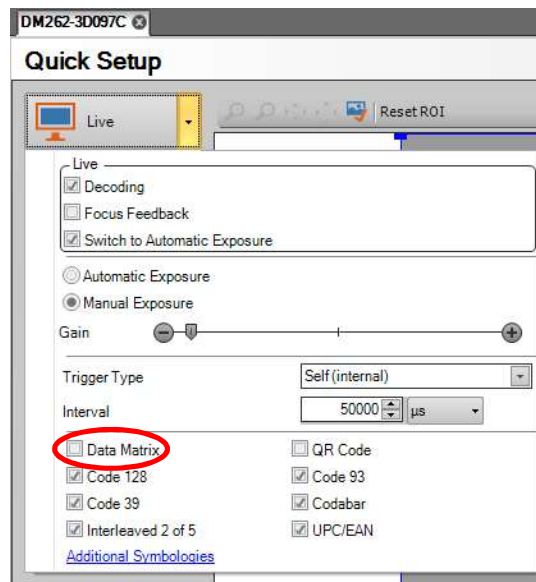 DM262-3D097C
Quick Setup
Live
Reset ROI
Live
Decoding
Focus Feedback
Switch to Automatic Exposure
Automatic Exposure
Manual Exposure
Gain
Trigger Type Self (internal)
Interval 50000 µs
Data Matrix QR Code
Code 128 Code 93
Code 39 Codabar
Interleaved 2 of 5 UPC/EAN
Additional Symbologies